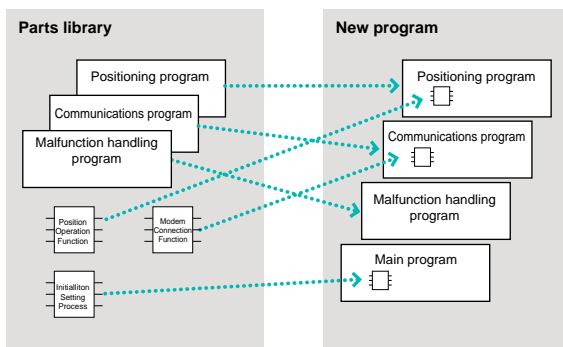 Parts library
Positioning program
Communications program
Malfunction handling
program
Position
Operation
Function
Modem
Connection
Function
Initialliton
Setting
Process
New program
Positioning program
Communications program
Malfunction handling
program
Main program